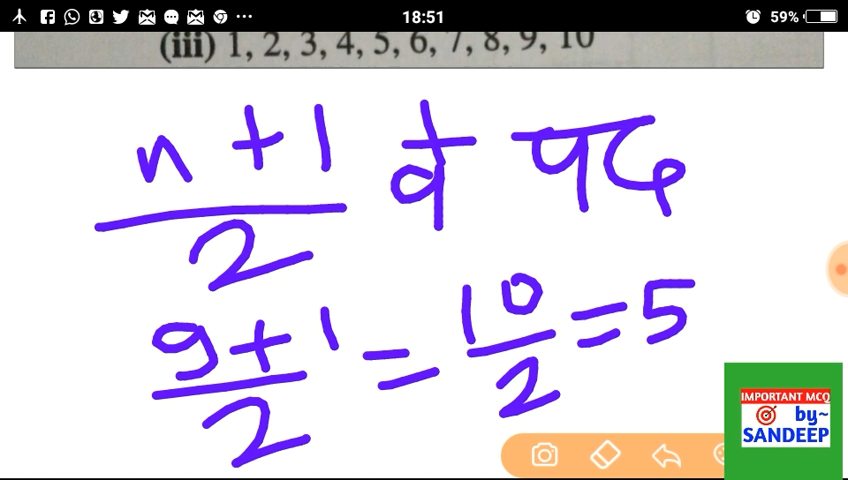 18:51
59%
(iii) 1, 2, 3, 4, 5, 6, 7, 8, 9, 10
n + 1 वे पद
2
9 + 1 = 10 = 5
2 2
IMPORTANT MCQ
by~
SANDEEP